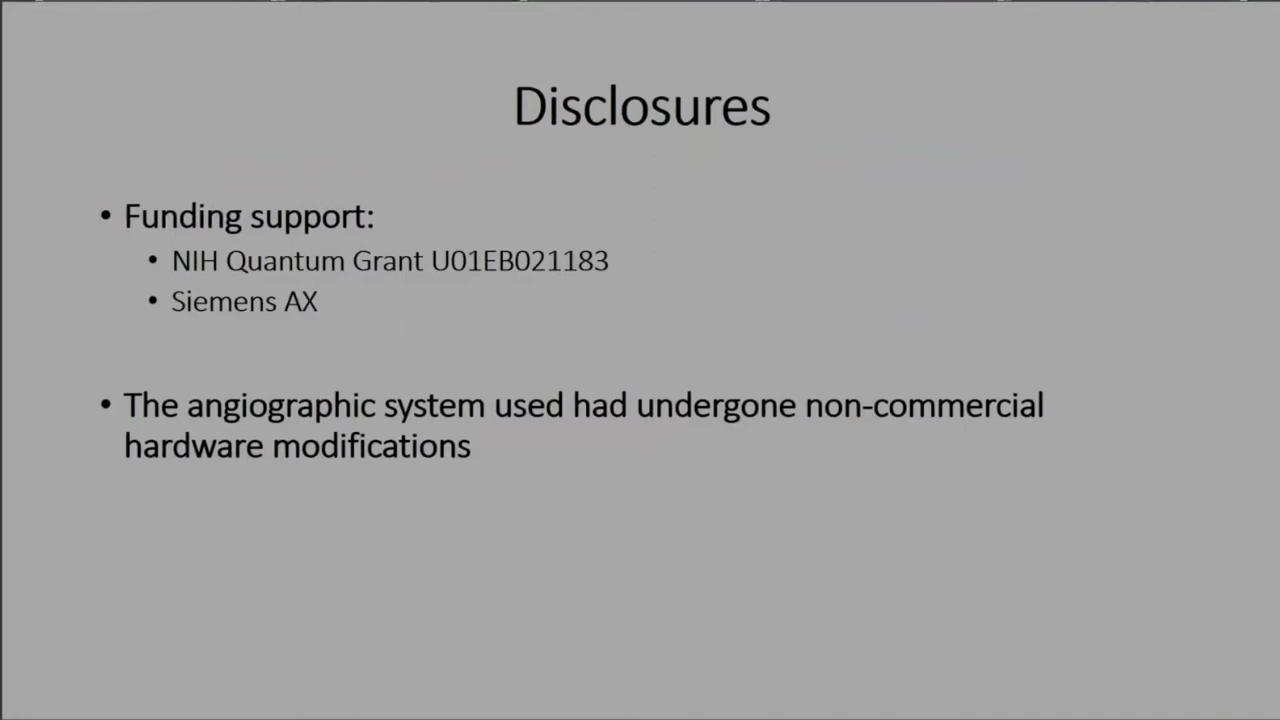 Disclosures
• Funding support:
• NIH Quantum Grant U01EB021183
• Siemens AX
• The angiographic system used had undergone non-commercial
hardware modifications